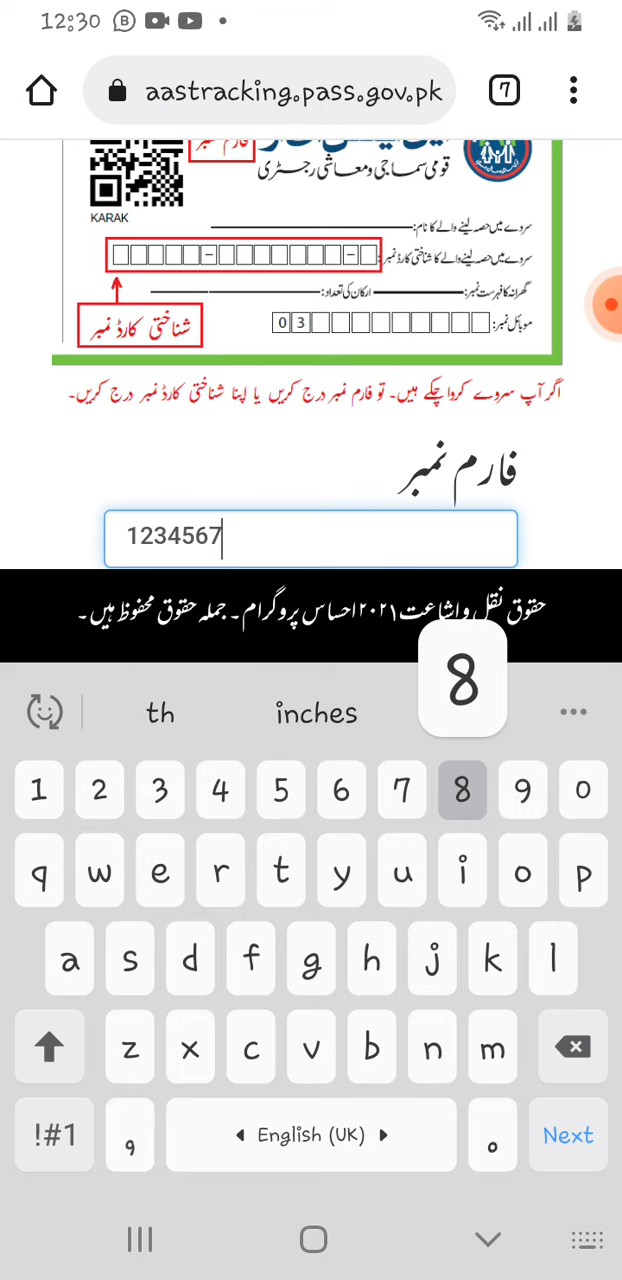 12:30
aastracking.pass.gov.pk
7
فارم نمبر
قومی سماجی و معاشی رجسٹری
KARAK
سروے میں حصہ لینے والے کا نام:
سروے میں حصہ لینے والے کا شناختی کارڈ نمبر:
گھرانہ کا فہرست نمبر: ارکان کی تعداد:
شناختی کارڈ نمبر
موبائل نمبر: 03
اگر آپ سروے کروا چکے ہیں۔ تو فارم نمبر درج کریں یا اپنا شناختی کارڈ نمبر درج کریں۔
فارم نمبر
1234567
حقوق نقل و اشاعت ۲۰۲۱ احساس پروگرام۔ جملہ حقوق محفوظ ہیں۔
8
th inches
1 2 3 4 5 6 7 8 9 0
q w e r t y u i o p
a s d f g h j k l
z x c v b n m
!#1 , English (UK) . Next